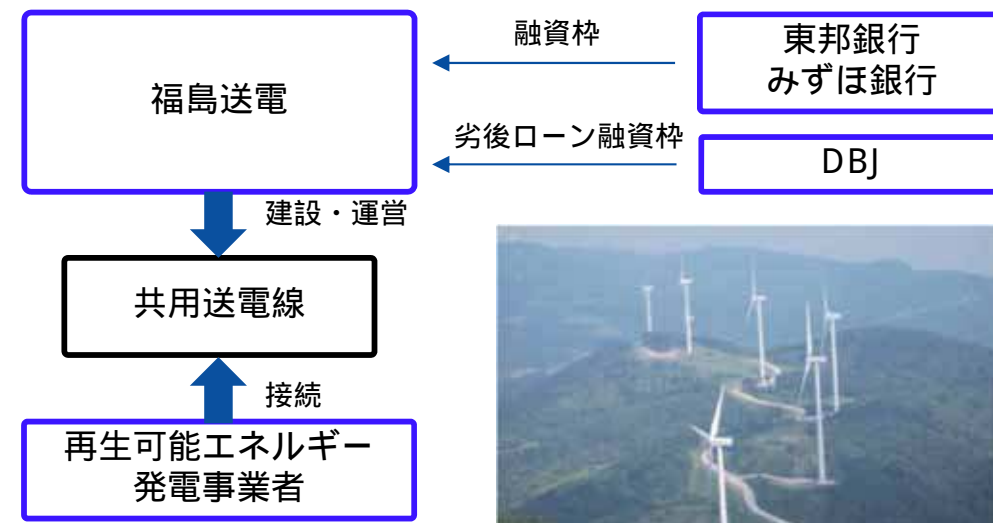 融資枠
東邦銀行
みずほ銀行
福島送電
劣後ローン融資枠
DBJ
建設・運営
共用送電線
接続
再生可能エネルギー
発電事業者